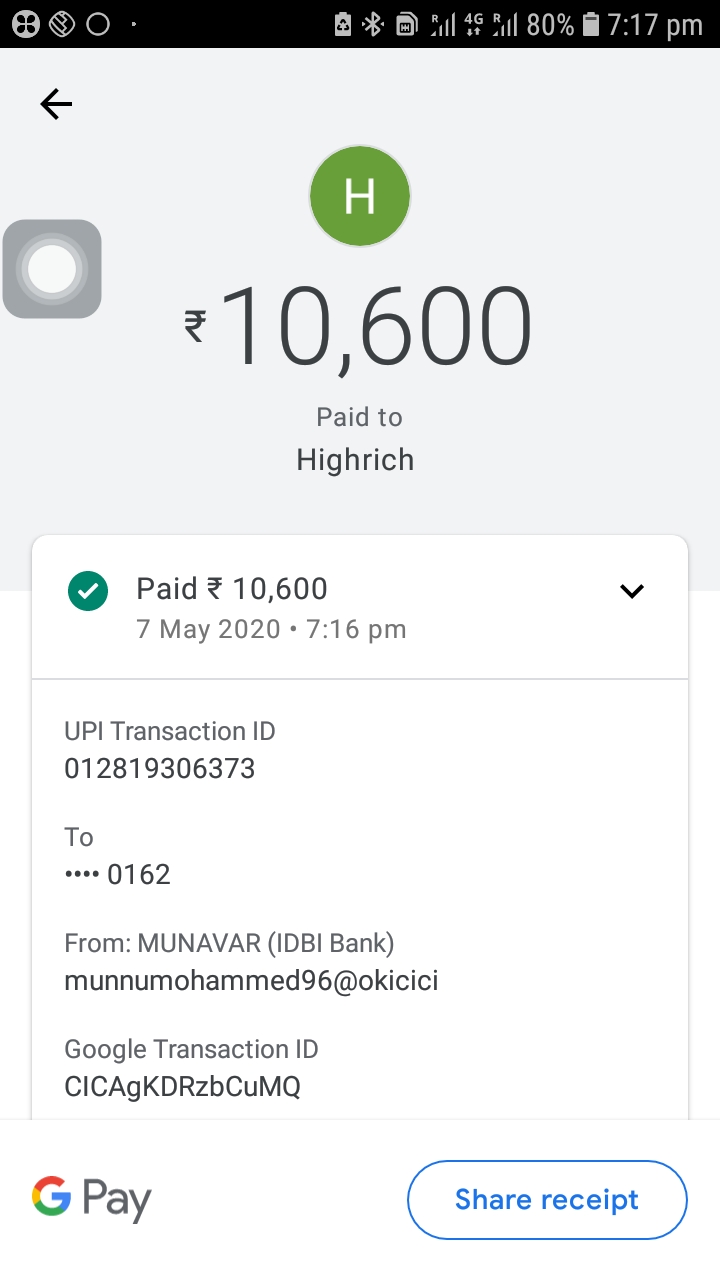 R 4G R 80% 7:17 pm
H
₹10,600
Paid to
Highrich
Paid ₹ 10,600
7 May 2020 • 7:16 pm
UPI Transaction ID
012819306373
To
•••• 0162
From: MUNAVAR (IDBI Bank)
munnumohammed96@okicici
Google Transaction ID
CICAgKDRzbCuMQ
G Pay
Share receipt